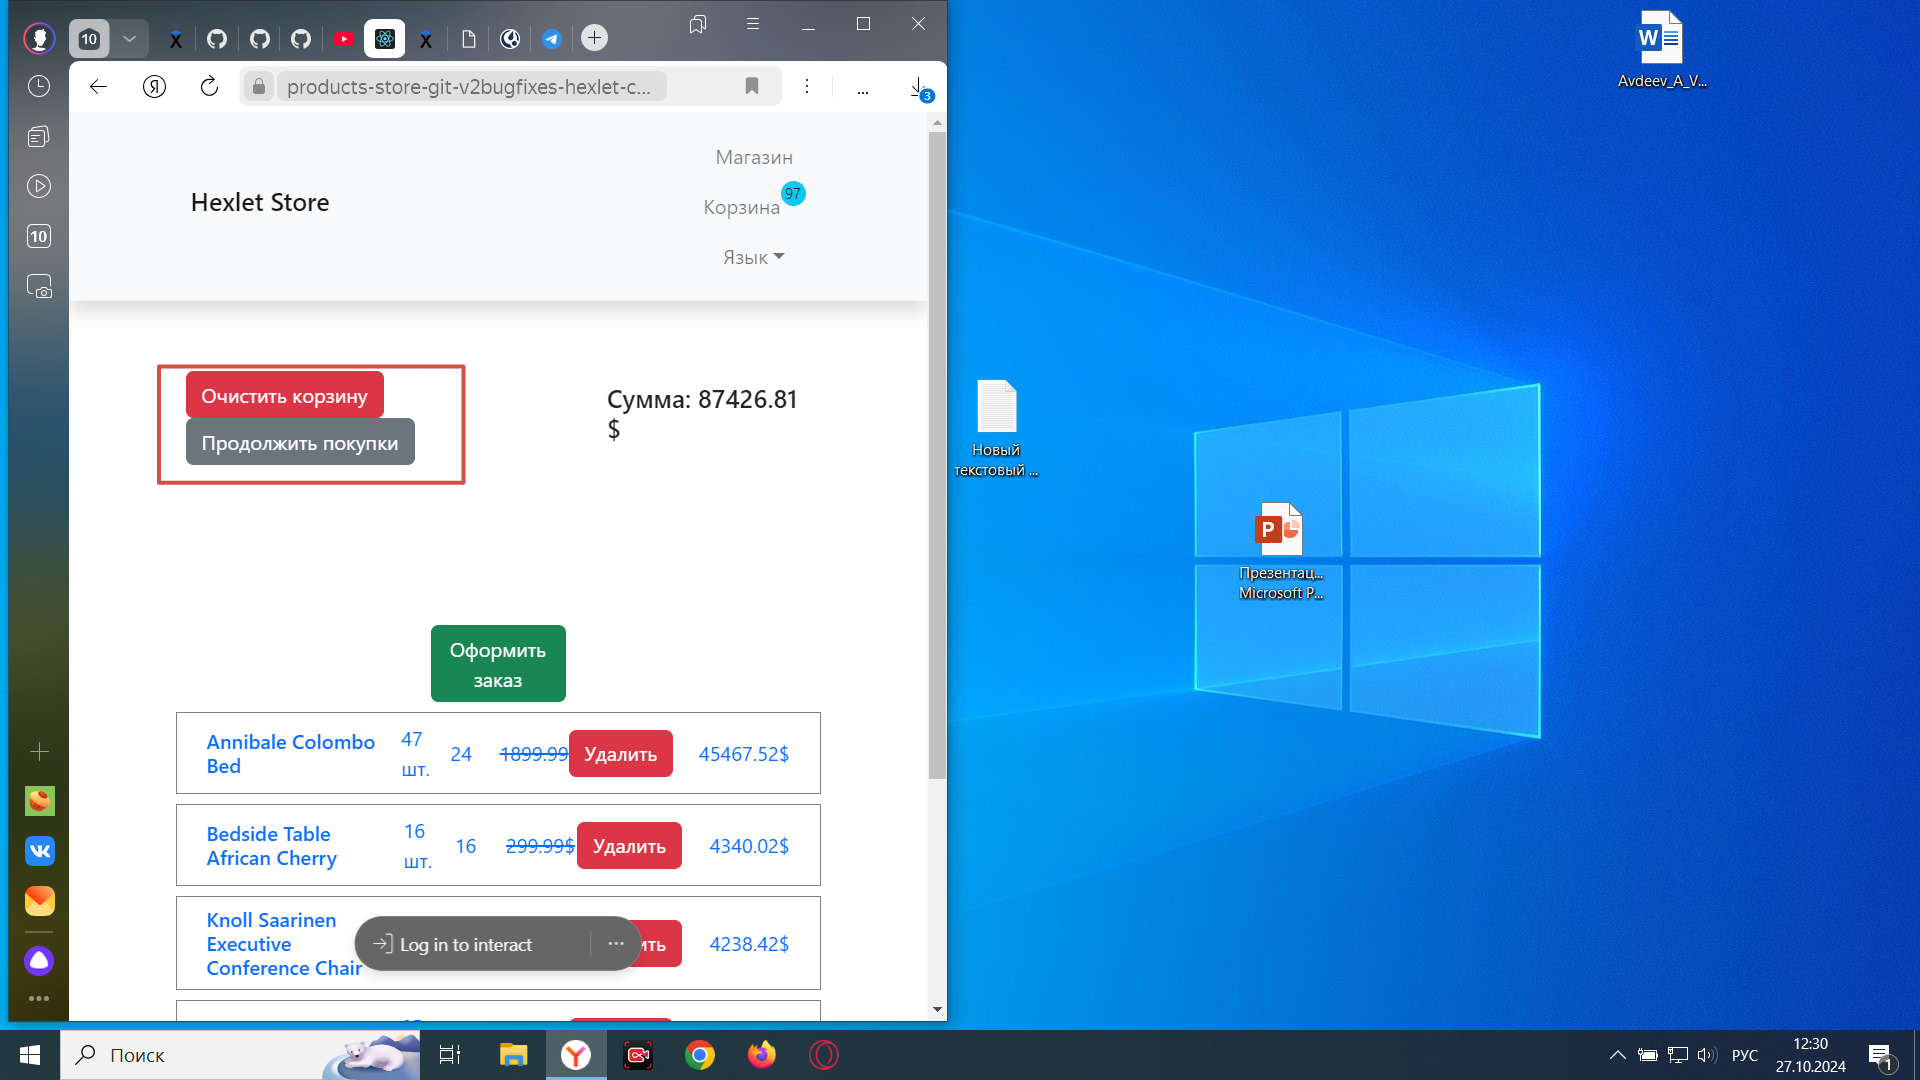 10
products-store-git-v2bugfixes-hexlet-c...
3
Hexlet Store
Магазин
Корзина
97
Язык
10
Очистить корзину
Продолжить покупки
Сумма: 87426.81
$
Оформить
заказ
Annibale Colombo
Bed
47
шт.
24
1899.99
Удалить
45467.52$
Bedside Table
African Cherry
16
шт.
16
299.99$
Удалить
4340.02$
Knoll Saarinen
Executive
Conference Chair
ить
4238.42$
Log in to interact
Avdeev_A_V...
Новый
текстовый ...
Презентац...
Microsoft P...
Поиск
РУС
12:30
27.10.2024
1